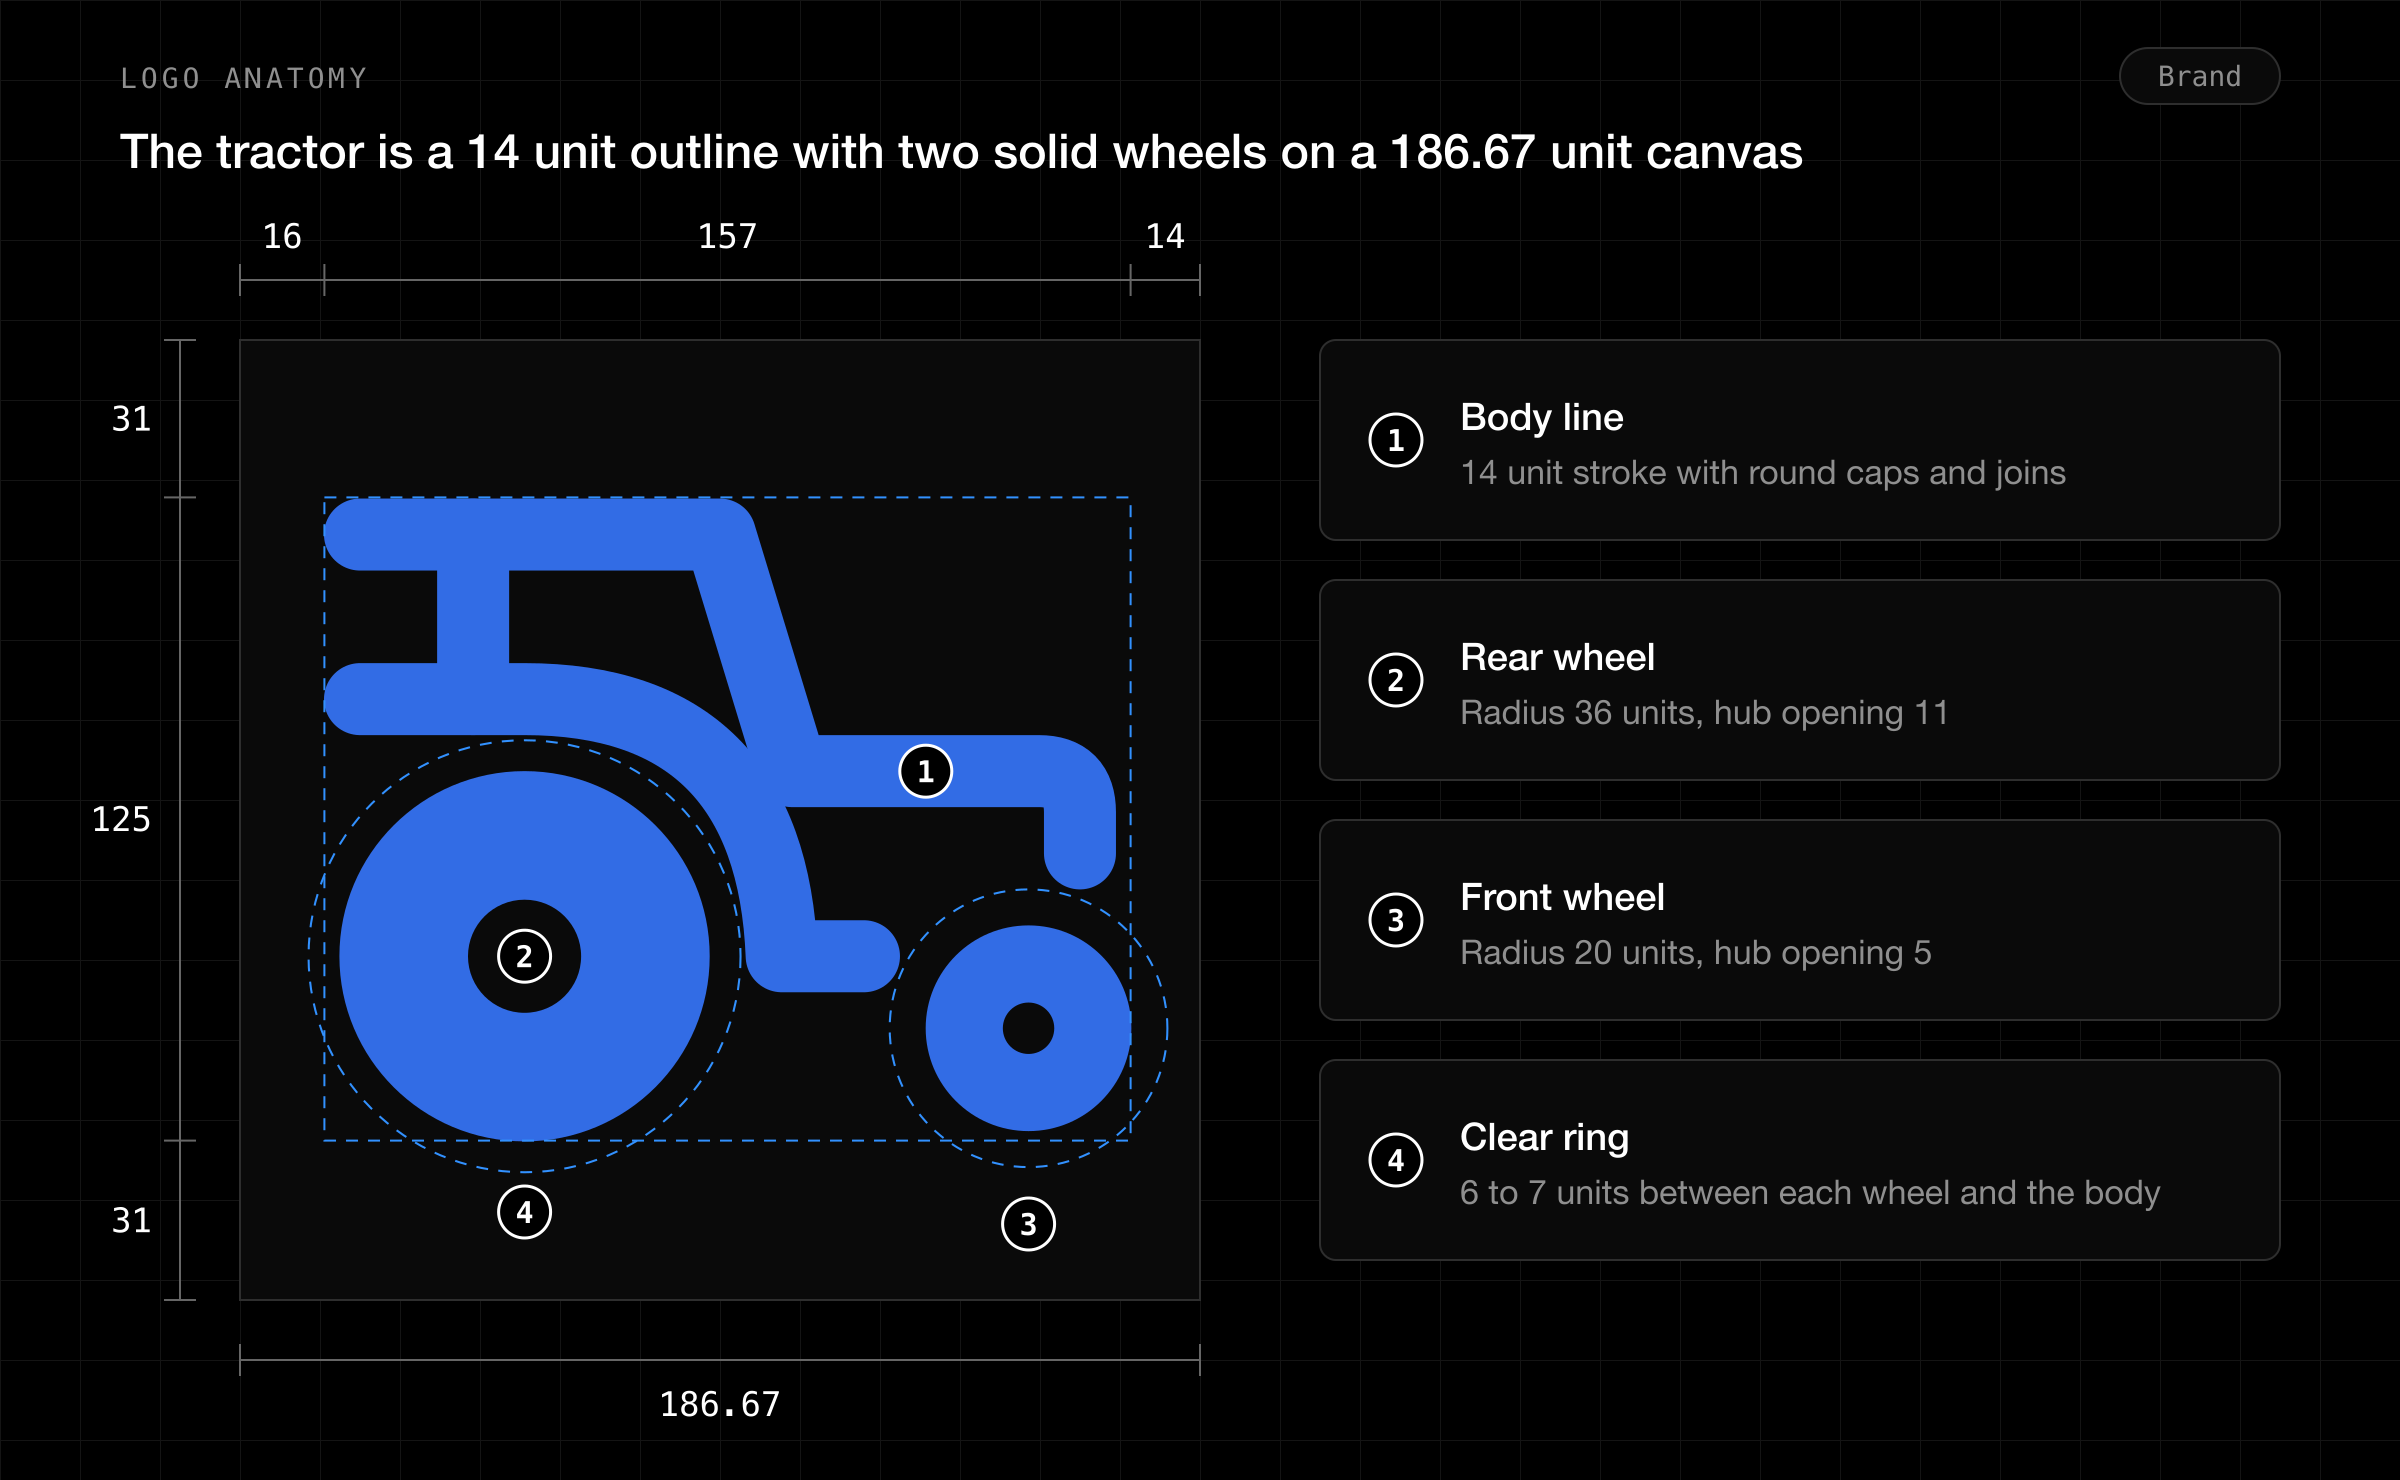 LOGO ANATOMY
Brand
The tractor is a 14 unit outline with two solid wheels on a 186.67 unit canvas
16
157
14
31
125
31
1
2
4
3
186.67
1
Body line
14 unit stroke with round caps and joins
2
Rear wheel
Radius 36 units, hub opening 11
3
Front wheel
Radius 20 units, hub opening 5
4
Clear ring
6 to 7 units between each wheel and the body